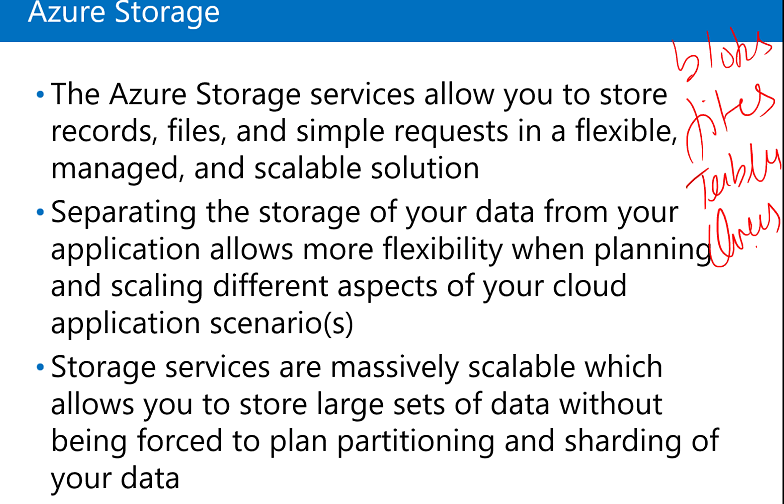 Azure Storage
blobs
files
Tables
• The Azure Storage services allow you to store
records, files, and simple requests in a flexible,
managed, and scalable solution
• Separating the storage of your data from your
application allows more flexibility when planning
and scaling different aspects of your cloud
application scenario(s)
• Storage services are massively scalable which
allows you to store large sets of data without
being forced to plan partitioning and sharding of
your data